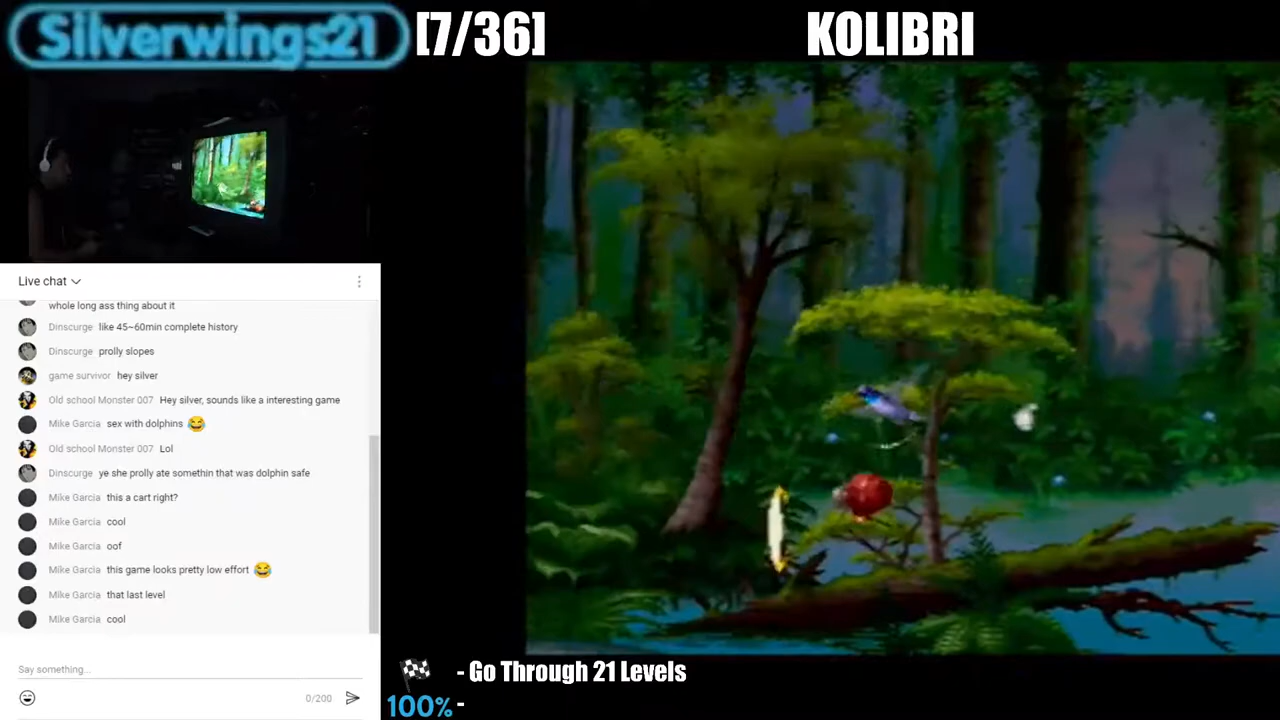 Silverwings21 [7/36] KOLIBRI
Live chat
whole long ass thing about it
Dinscurge like 45~60min complete history
Dinscurge prolly slopes
game survivor hey silver
Old school Monster 007 Hey silver, sounds like a interesting game
Mike Garcia sex with dolphins 😂
Old school Monster 007 Lol
Dinscurge ye she prolly ate somethin that was dolphin safe
Mike Garcia this a cart right?
Mike Garcia cool
Mike Garcia oof
Mike Garcia this game looks pretty low effort 😂
Mike Garcia that last level
Mike Garcia cool
Say something...
0/200
- Go Through 21 Levels
100% -